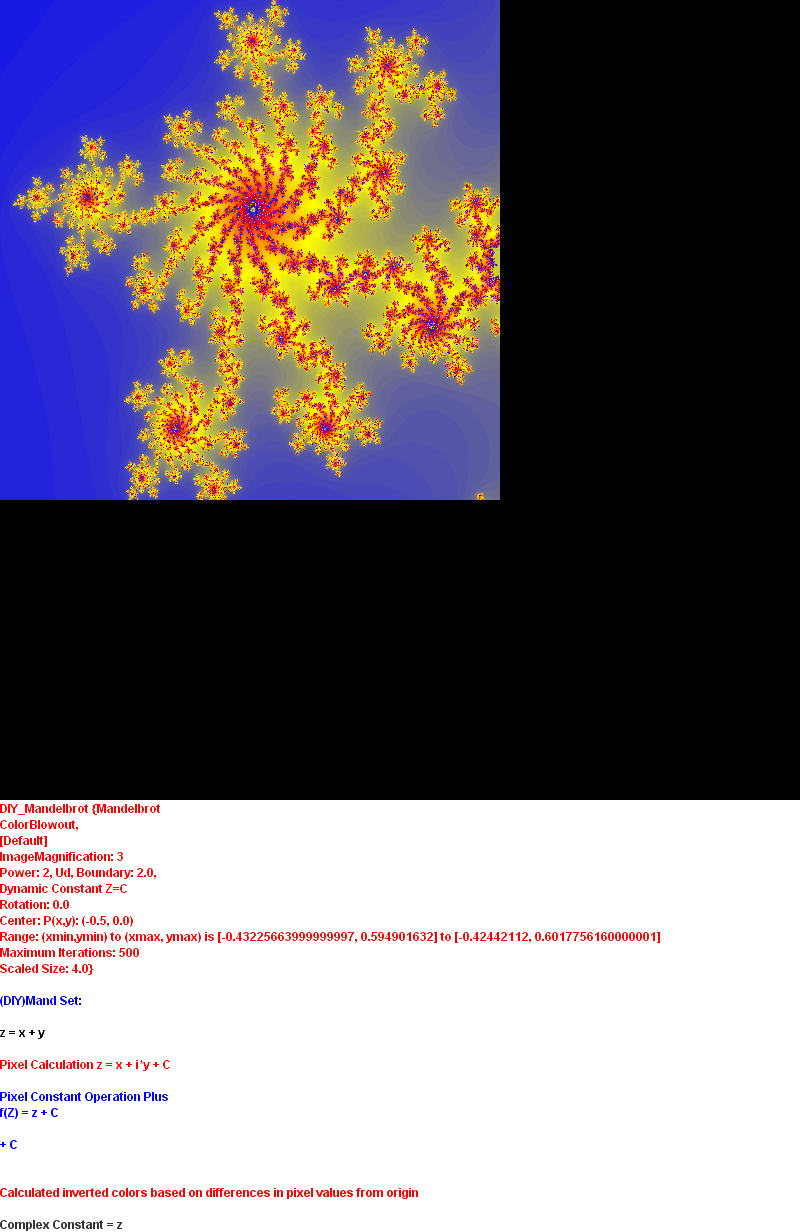 DIY_Mandelbrot {Mandelbrot
ColorBlowout,
[Default]
ImageMagnification: 3
Power: 2, Ud, Boundary: 2.0,
Dynamic Constant Z=C
Rotation: 0.0
Center: P(x,y): (-0.5, 0.0)
Range: (xmin,ymin) to (xmax, ymax) is [-0.43225663999999997, 0.594901632] to [-0.42442112, 0.6017756160000001]
Maximum Iterations: 500
Scaled Size: 4.0}
(DIY)Mand Set:
z = x + y
Pixel Calculation z = x + i*y + C
Pixel Constant Operation Plus
f(Z) = z + C
+ C
Calculated inverted colors based on differences in pixel values from origin
Complex Constant = z